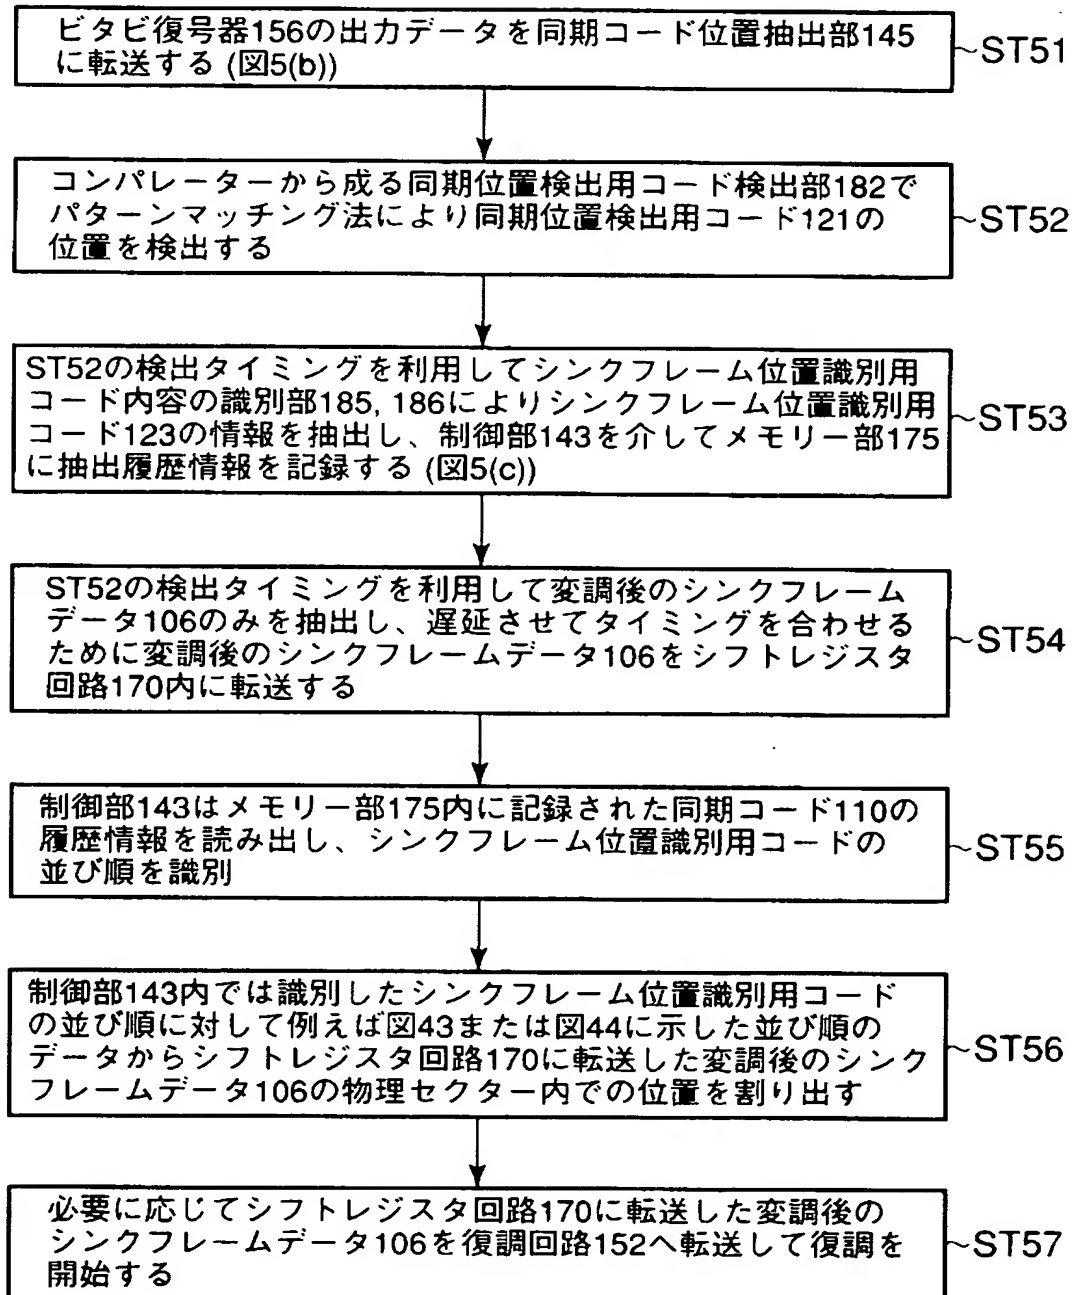 ビタビ復号器156の出力データを同期コード位置抽出部145
に転送する (図5(b))
~ST51
コンパレーターから成る同期位置検出用コード検出部182で
パターンマッチング法により同期位置検出用コード121の
位置を検出する
~ST52
ST52の検出タイミングを利用してシンクフレーム位置識別用
コード内容の識別部185, 186によりシンクフレーム位置識別用
コード123の情報を抽出し、制御部143を介してメモリー部175
に抽出履歴情報を記録する (図5(c))
~ST53
ST52の検出タイミングを利用して変調後のシンクフレーム
データ106のみを抽出し、遅延させてタイミングを合わせる
ために変調後のシンクフレームデータ106をシフトレジスタ
回路170内に転送する
~ST54
制御部143はメモリー部175内に記録された同期コード110の
履歴情報を読み出し、シンクフレーム位置識別用コードの
並び順を識別
~ST55
制御部143内では識別したシンクフレーム位置識別用コード
の並び順に対して例えば図43または図44に示した並び順の
データからシフトレジスタ回路170に転送した変調後のシンク
フレームデータ106の物理セクター内での位置を割り出す
~ST56
必要に応じてシフトレジスタ回路170に転送した変調後の
シンクフレームデータ106を復調回路152へ転送して復調を
開始する
~ST57